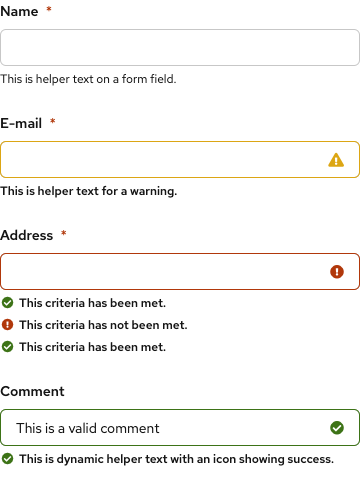 Name *
This is helper text on a form field.
E-mail *
This is helper text for a warning.
Address *
This criteria has been met.
This criteria has not been met.
This criteria has been met.
Comment
This is a valid comment
This is dynamic helper text with an icon showing success.